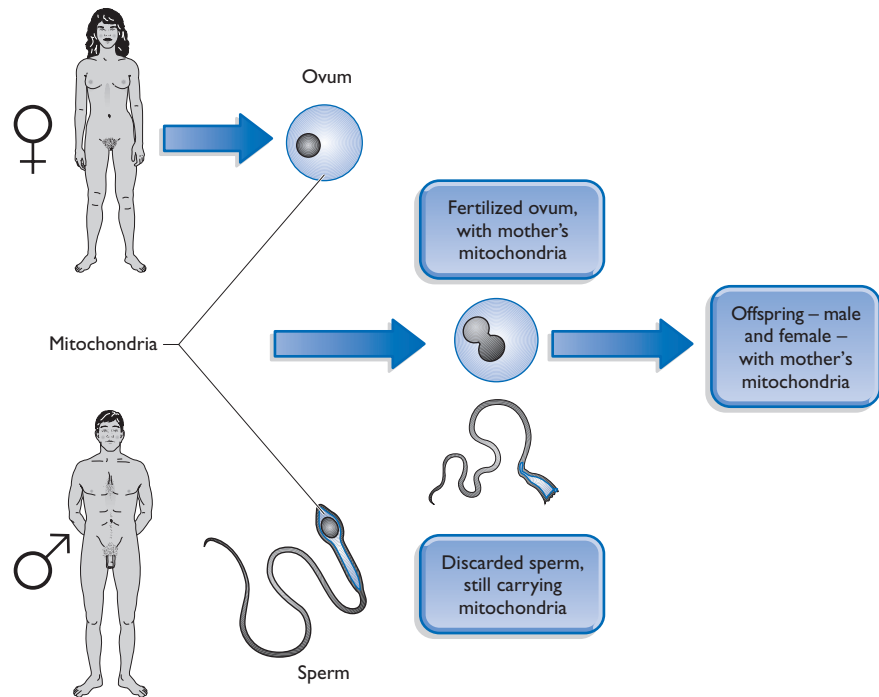 Ovum
Fertilized ovum,
with mother's
mitochondria
Mitochondria
Offspring – male
and female –
with mother's
mitochondria
Discarded sperm,
still carrying
mitochondria
Sperm